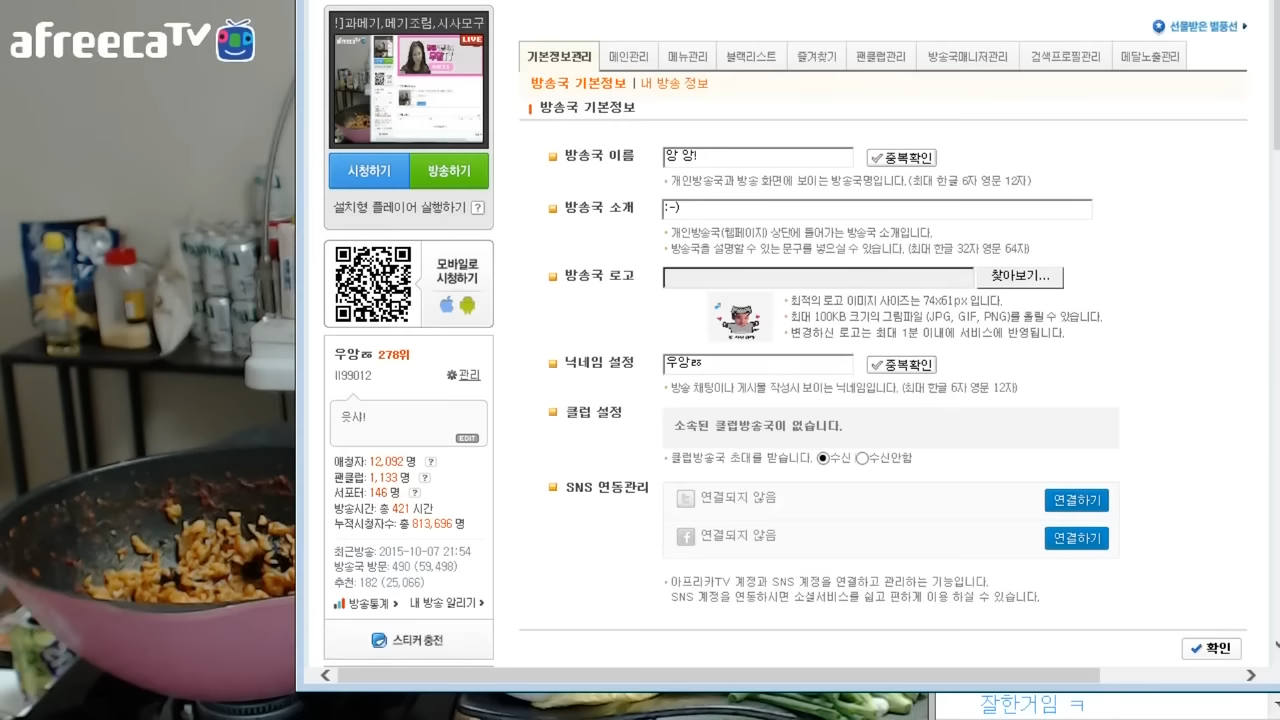 afreecaTV
!]과메기,메기조림,시사모구
LIVE
시청하기
방송하기
설치형 플레이어 실행하기 ?
모바일로
시청하기
우앙ㄻ 278위
ll99012
관리
읏샤!
EDIT
애청자: 12,092 명 ?
팬클럽: 1,133 명 ?
서포터: 146 명 ?
방송시간: 총 421 시간
누적시청자수: 총 813,696 명
최근방송: 2015-10-07 21:54
방송국 방문: 490 (59,498)
추천: 182 (25,066)
방송통계
내 방송 알리기
스티커 충전
선물받은 별풍선
기본정보관리
메인관리
메뉴관리
블랙리스트
즐겨찾기
팬클럽관리
방송국매니저관리
검색프로필관리
메달노출관리
방송국 기본정보 | 내 방송 정보
방송국 기본정보
방송국 이름
앙 앙!
중복확인
개인방송국과 방송 화면에 보이는 방송국명입니다.(최대 한글 6자 영문 12자)
방송국 소개
:-)
개인방송국(웹페이지) 상단에 들어가는 방송국 소개입니다.
방송국을 설명할 수 있는 문구를 넣으실 수 있습니다. (최대 한글 32자 영문 64자)
방송국 로고
찾아보기...
최적의 로고 이미지 사이즈는 74x61px 입니다.
최대 100KB 크기의 그림파일 (JPG, GIF, PNG)를 올릴 수 있습니다.
변경하신 로고는 최대 1분 이내에 서비스에 반영됩니다.
닉네임 설정
우앙ㄻ
중복확인
방송 채팅이나 게시물 작성시 보이는 닉네임입니다. (최대 한글 6자 영문 12자)
클럽 설정
소속된 클럽방송국이 없습니다.
클럽방송국 초대를 받습니다. 수신 수신안함
SNS 연동관리
연결되지 않음
연결하기
연결되지 않음
연결하기
아프리카TV 계정과 SNS 계정을 연결하고 관리하는 기능입니다.
SNS 계정을 연동하시면 소셜서비스를 쉽고 편하게 이용 하실 수 있습니다.
확인
잘한거임 ㅋ